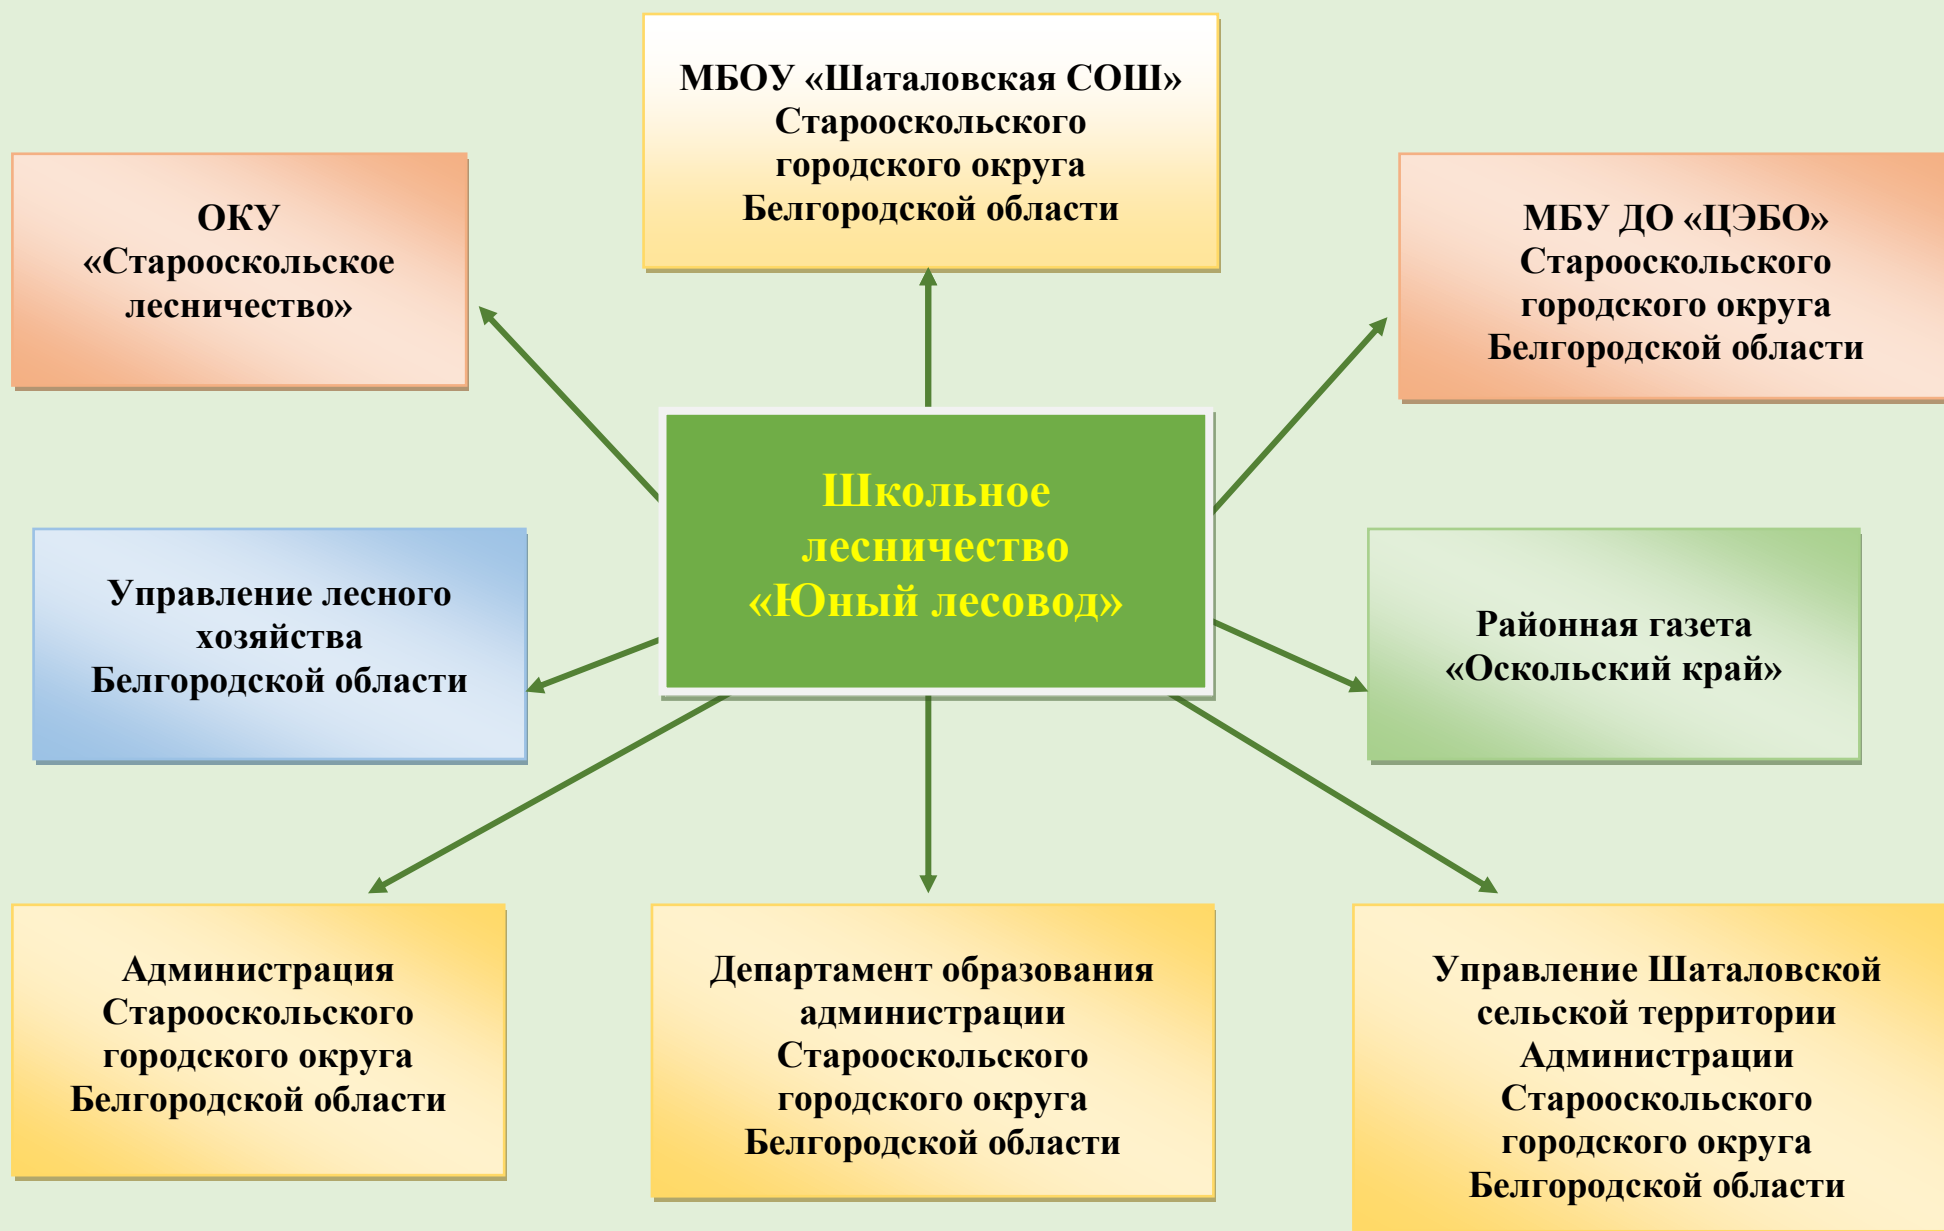 МБОУ «Шаталовская СОШ»
Старооскольского
городского округа
Белгородской области
ОКУ
«Старооскольское
лесничество»
МБУ ДО «ЦЭБО»
Старооскольского
городского округа
Белгородской области
Школьное
лесничество
«Юный лесовод»
Управление лесного
хозяйства
Белгородской области
Районная газета
«Оскольский край»
Администрация
Старооскольского
городского округа
Белгородской области
Департамент образования
администрации
Старооскольского
городского округа
Белгородской области
Управление Шаталовской
сельской территории
Администрации
Старооскольского
городского округа
Белгородской области